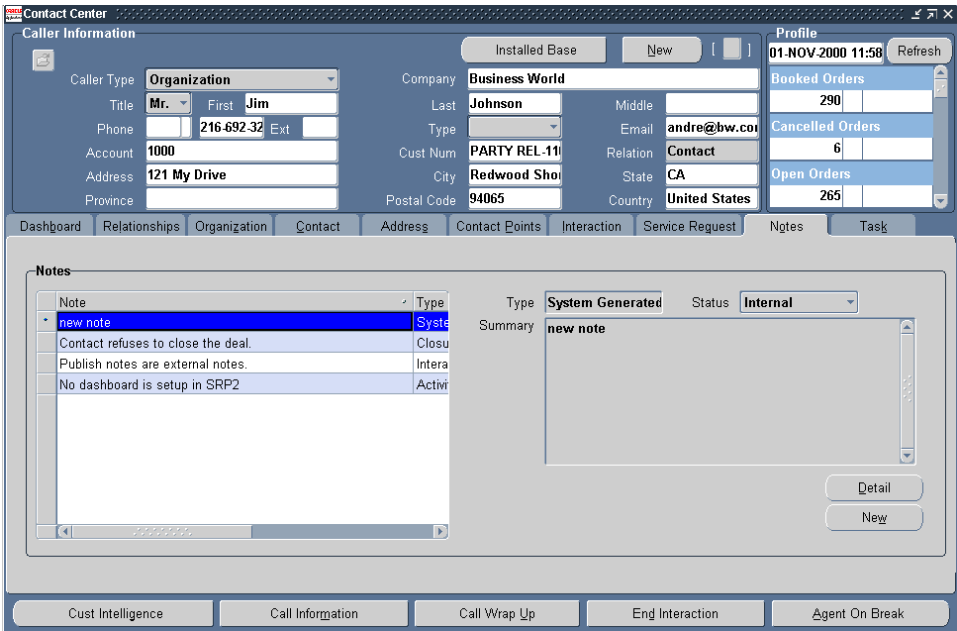 Contact Center
Caller Information
Profile
Installed Base New [ ] 01-NOV-2000 11:58 Refresh
Caller Type Organization Company Business World Booked Orders
Title Mr. First Jim Last Johnson Middle 290
Phone 216-692-32 Ext Type Email andre@bw.co Cancelled Orders
Account 1000 Cust Num PARTY REL-11 Relation Contact 6
Address 121 My Drive City Redwood Sho State CA Open Orders
Province Postal Code 94065 Country United States 265
Dashboard Relationships Organization Contact Address Contact Points Interaction Service Request Notes Task
Notes
Note Type
new note Syste
Contact refuses to close the deal. Closu
Publish notes are external notes. Intera
No dashboard is setup in SRP2 Activi
Type System Generated Status Internal
Summary new note
Detail
New
Cust Intelligence Call Information Call Wrap Up End Interaction Agent On Break